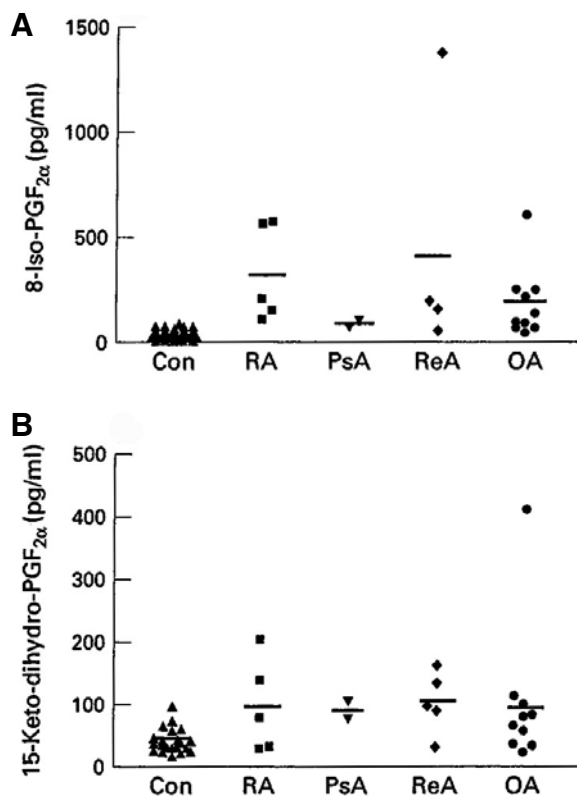 A
8-Iso-PGF2α (pg/ml)
1500
1000
500
0
Con RA PsA ReA OA
B
15-Keto-dihydro-PGF2α (pg/ml)
500
400
300
200
100
0
Con RA PsA ReA OA